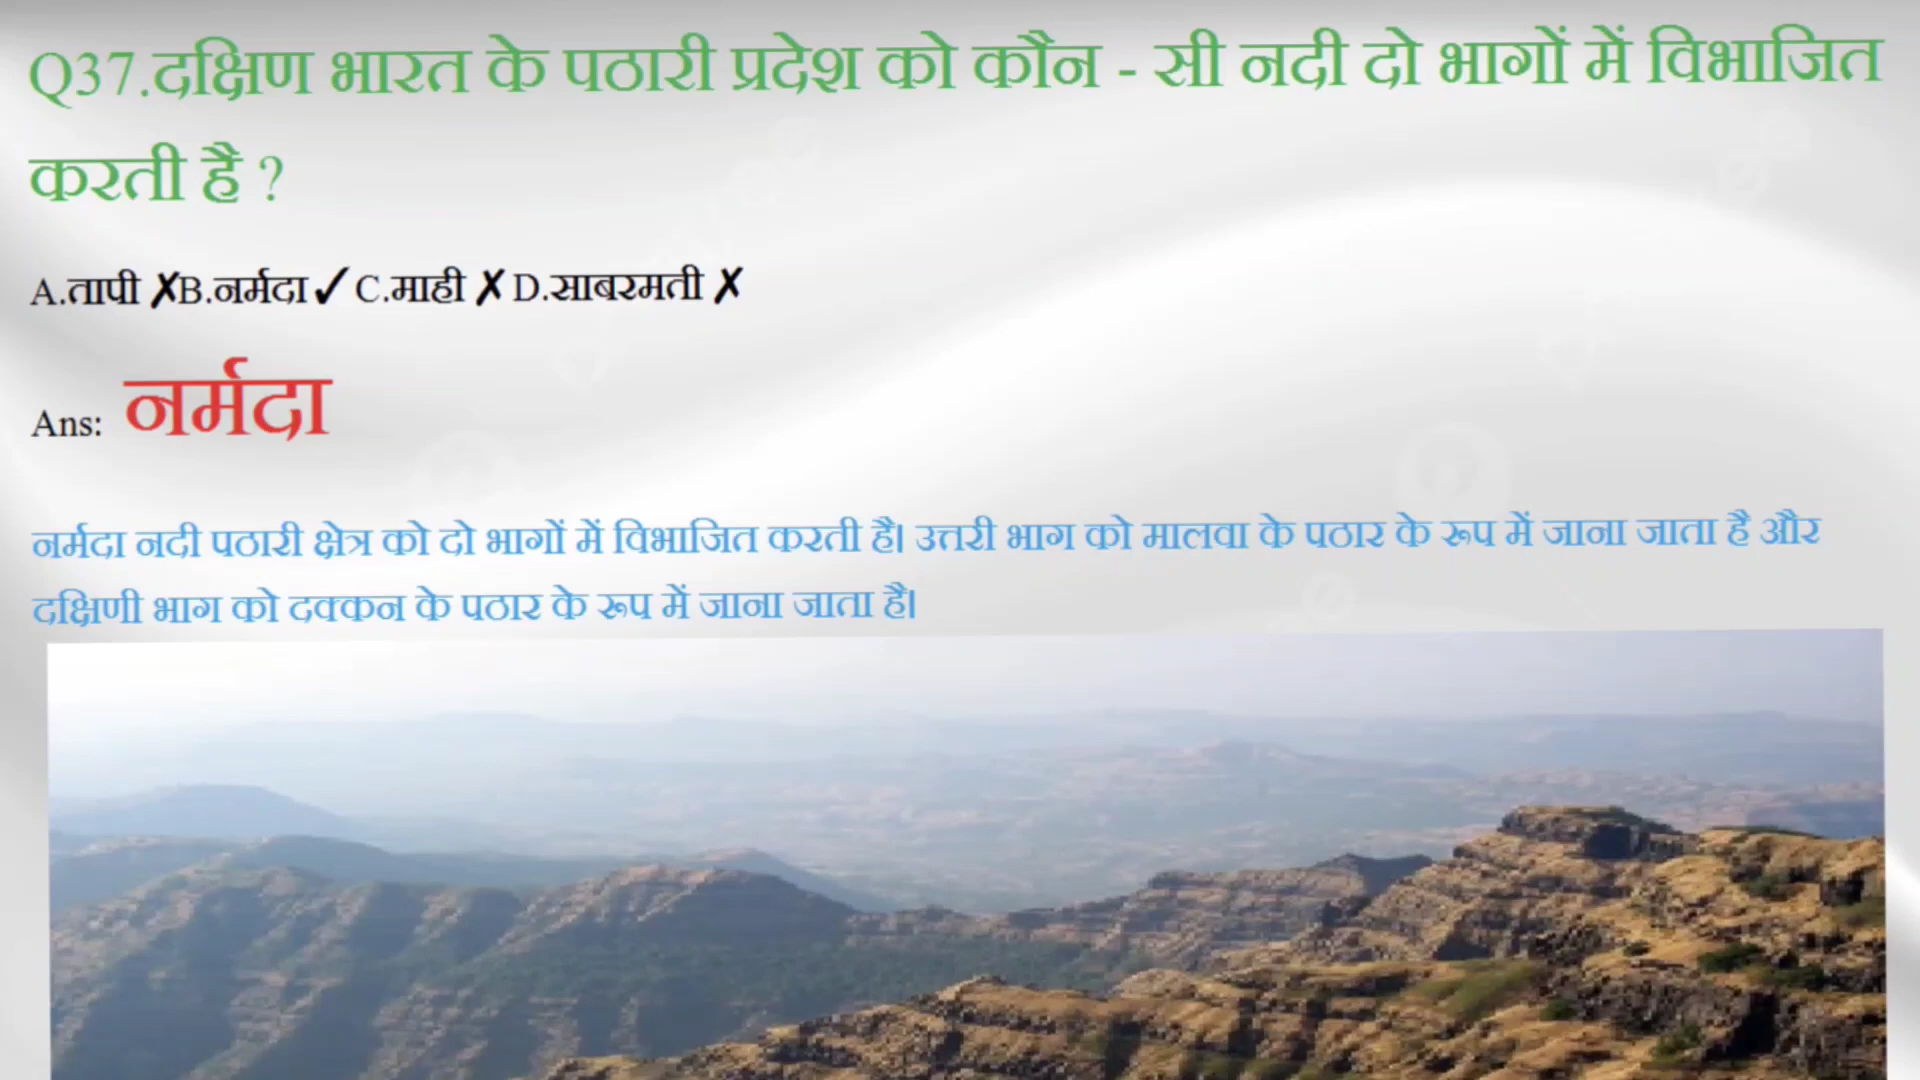 Q37.दक्षिण भारत के पठारी प्रदेश को कौन - सी नदी दो भागों में विभाजित
करती है ?
A.तापी ✗B.नर्मदा✓C.माही ✗D.साबरमती ✗
Ans: नर्मदा
नर्मदा नदी पठारी क्षेत्र को दो भागों में विभाजित करती है। उत्तरी भाग को मालवा के पठार के रूप में जाना जाता है और
दक्षिणी भाग को दक्कन के पठार के रूप में जाना जाता है।